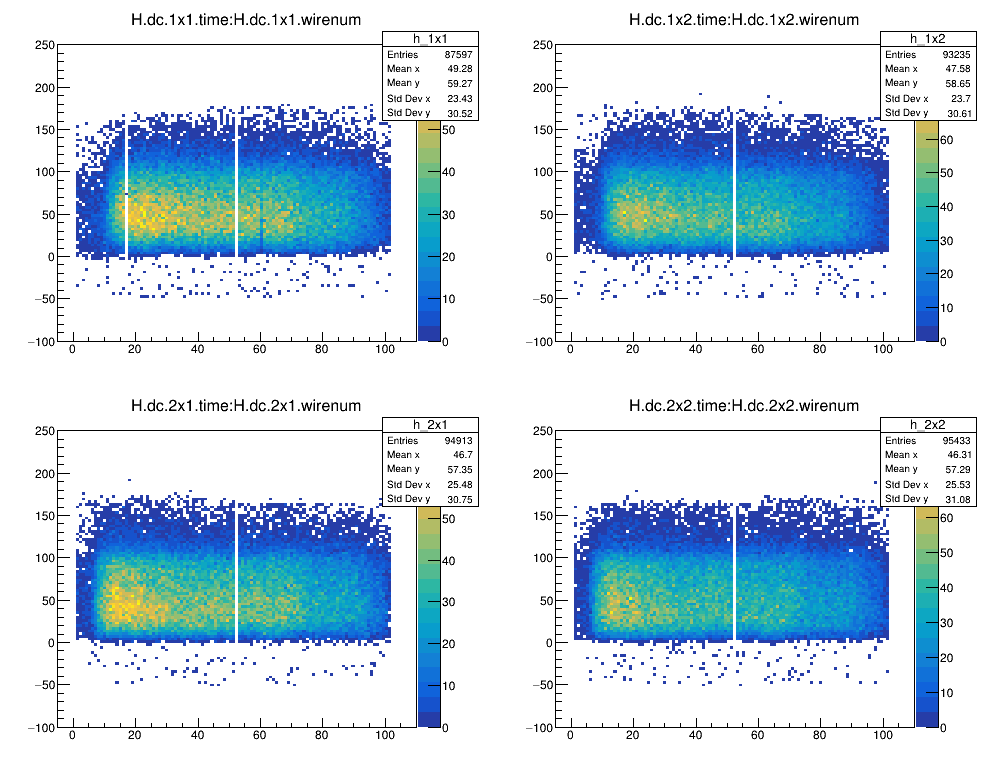 H.dc.1x1.time:H.dc.1x1.wirenum
h_1x1
Entries 87597
Mean x 49.28
Mean y 59.27
Std Dev x 23.43
Std Dev y 30.52
250
200
150
100
50
0
−50
−100
0 20 40 60 80 100
50
40
30
20
10
0
H.dc.1x2.time:H.dc.1x2.wirenum
h_1x2
Entries 93235
Mean x 47.58
Mean y 58.65
Std Dev x 23.7
Std Dev y 30.61
250
200
150
100
50
0
−50
−100
0 20 40 60 80 100
60
50
40
30
20
10
0
H.dc.2x1.time:H.dc.2x1.wirenum
h_2x1
Entries 94913
Mean x 46.7
Mean y 57.35
Std Dev x 25.48
Std Dev y 30.75
250
200
150
100
50
0
−50
−100
0 20 40 60 80 100
50
40
30
20
10
0
H.dc.2x2.time:H.dc.2x2.wirenum
h_2x2
Entries 95433
Mean x 46.31
Mean y 57.29
Std Dev x 25.53
Std Dev y 31.08
250
200
150
100
50
0
−50
−100
0 20 40 60 80 100
60
50
40
30
20
10
0